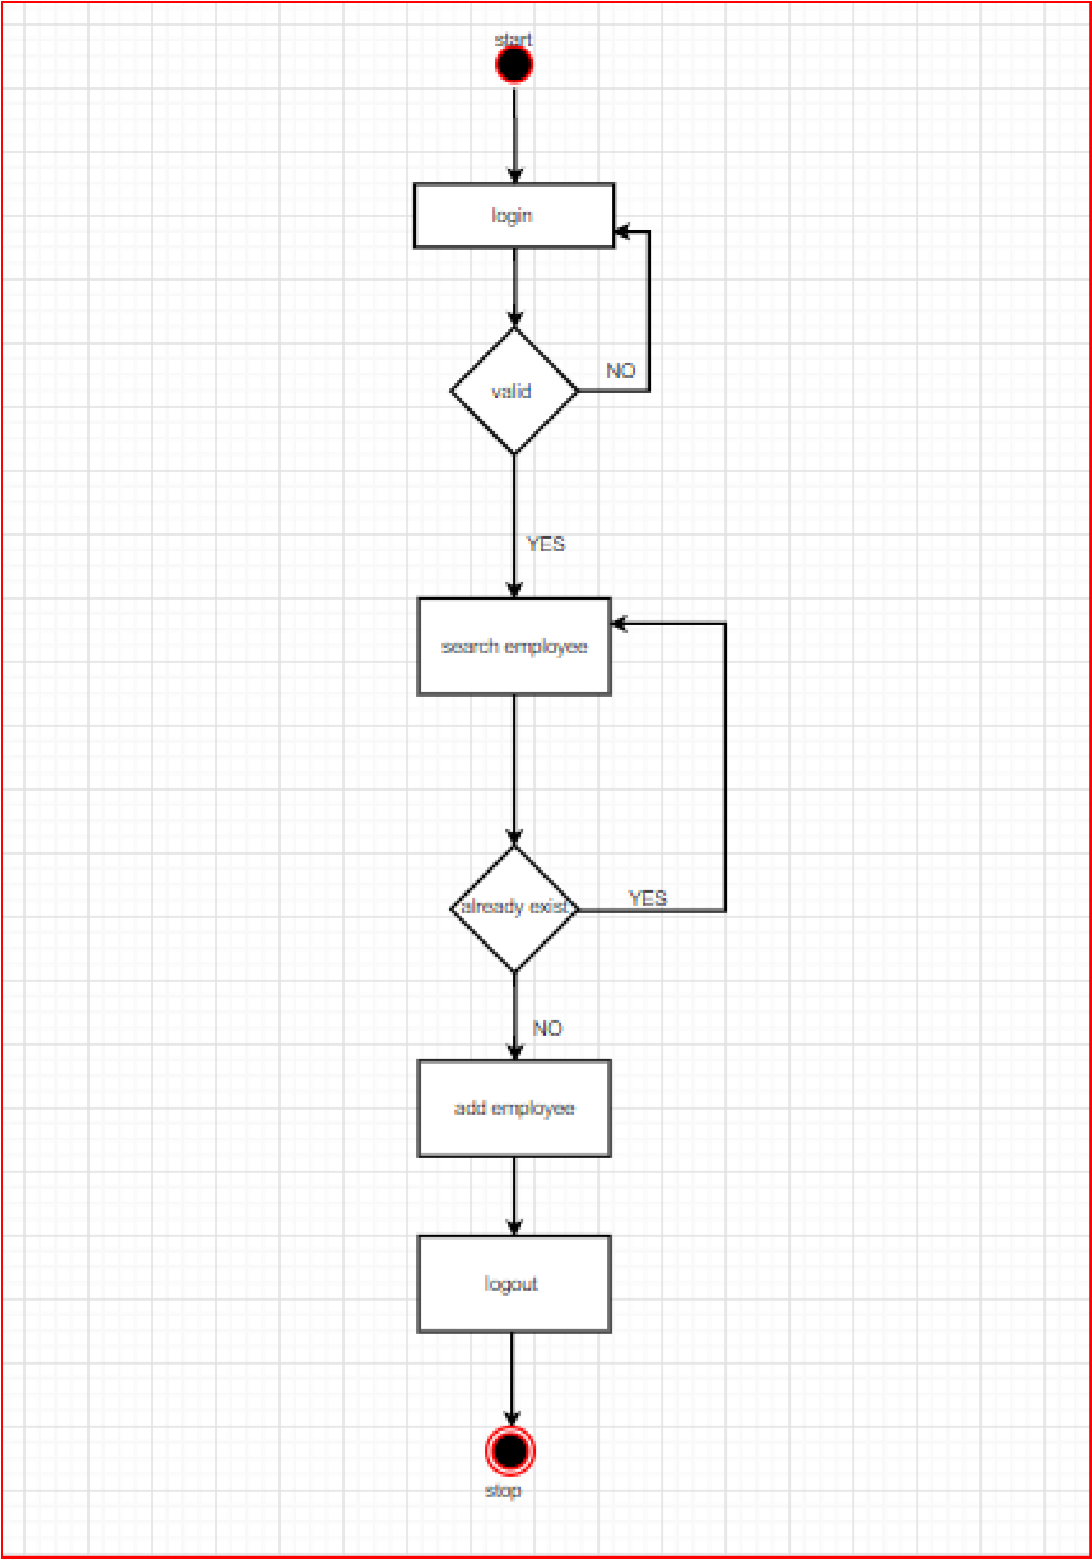 start
login
NO
valid
YES
search employee
YES
already exist
NO
add employee
logout
stop